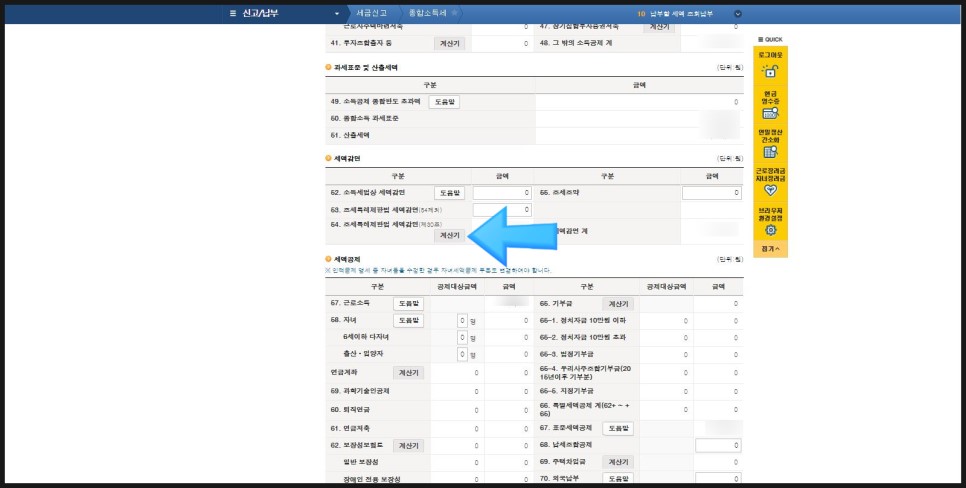 ≡ 신고/납부
세금신고
종합소득세
10 납부할 세액 조회납부
근로자주택마련저축 0
47. 장기집합투자증권저축 계산기 0
41. 투자조합출자 등 계산기 0
48. 그 밖의 소득공제 계
과세표준 및 산출세액 (단위:원)
구분 금액
49. 소득공제 종합한도 초과액 도움말 0
50. 종합소득 과세표준
51. 산출세액
세액감면 (단위:원)
구분 금액 구분 금액
52. 소득세법상 세액감면 도움말 0
55. 조세조약 0
53. 조세특례제한법 세액감면 0
54. 조세특례제한법 세액감면(제30조) 계산기
세액감면 계
세액공제 (단위:원)
※ 인적공제 명세 중 자녀등을 수정한 경우 자녀세액공제 부분도 변경하여야 합니다.
구분 공제대상금액 금액 구분 공제대상금액 금액
57. 근로소득 도움말
65. 기부금 계산기 0
58. 자녀 도움말 0 명 0
65-1. 정치자금 10만원 이하 0 0
6세이하 다자녀 0 명 0
65-2. 정치자금 10만원 초과 0 0
출산·입양자 0 명 0
65-3. 법정기부금 0 0
연금계좌 계산기 0 0
65-4. 우리사주조합기부금(2015년이후 기부분) 0 0
59. 과학기술인공제 0 0
65-5. 지정기부금 0 0
60. 퇴직연금 0 0
66. 특별세액공제 계(62+ ~ +65) 0 0
61. 연금저축 0 0
67. 표준세액공제 도움말
62. 보장성보험료 계산기 0 0
68. 납세조합공제 0
일반 보장성 0 0
69. 주택차입금 계산기 0
장애인 전용 보장성 0 0
70. 외국납부 도움말 0
≡ QUICK
로그아웃
현금
영수증
연말정산
간소화
근로장려금
자녀장려금
브라우저
환경설정
접기 ^